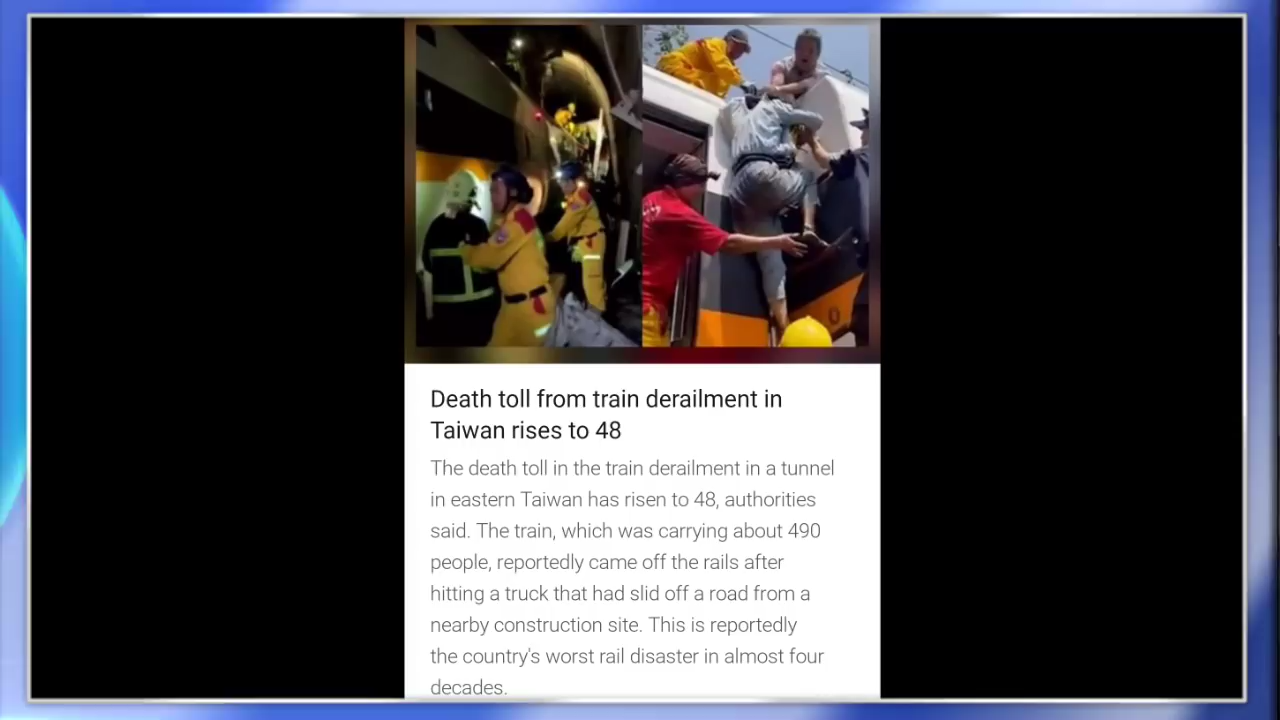 Death toll from train derailment in
Taiwan rises to 48
The death toll in the train derailment in a tunnel
in eastern Taiwan has risen to 48, authorities
said. The train, which was carrying about 490
people, reportedly came off the rails after
hitting a truck that had slid off a road from a
nearby construction site. This is reportedly
the country's worst rail disaster in almost four
decades.